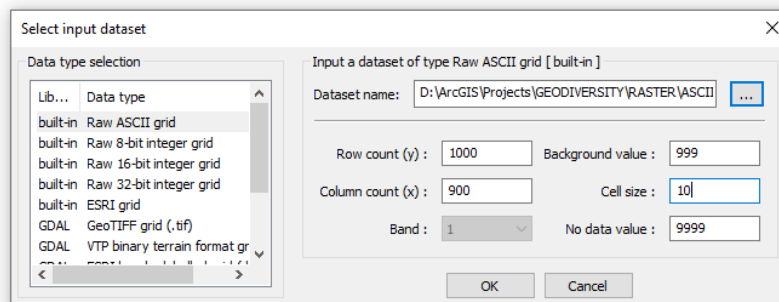 Select input dataset
Data type selection
Lib... Data type
built-in Raw ASCII grid
built-in Raw 8-bit integer grid
built-in Raw 16-bit integer grid
built-in Raw 32-bit integer grid
built-in ESRI grid
GDAL GeoTIFF grid (.tif)
GDAL VTP binary terrain format gr
Input a dataset of type Raw ASCII grid [ built-in ]
Dataset name: D:\ArcGIS\Projects\GEODIVERSITY\RASTER\ASCII ...
Row count (y) : 1000 Background value : 999
Column count (x) : 900 Cell size : 10
Band : 1 No data value : 9999
OK Cancel